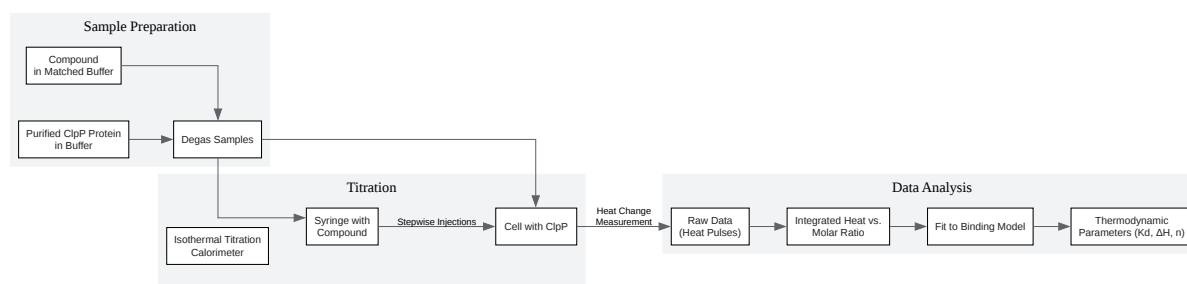 Sample Preparation
Compound
in Matched Buffer
Purified ClpP Protein
in Buffer
Degas Samples
Titration
Isothermal Titration
Calorimeter
Syringe with
Compound
Stepwise Injections
Cell with ClpP
Heat Change
Measurement
Data Analysis
Raw Data
(Heat Pulses)
Integrated Heat vs.
Molar Ratio
Fit to Binding Model
Thermodynamic
Parameters (Kd, ΔH, n)